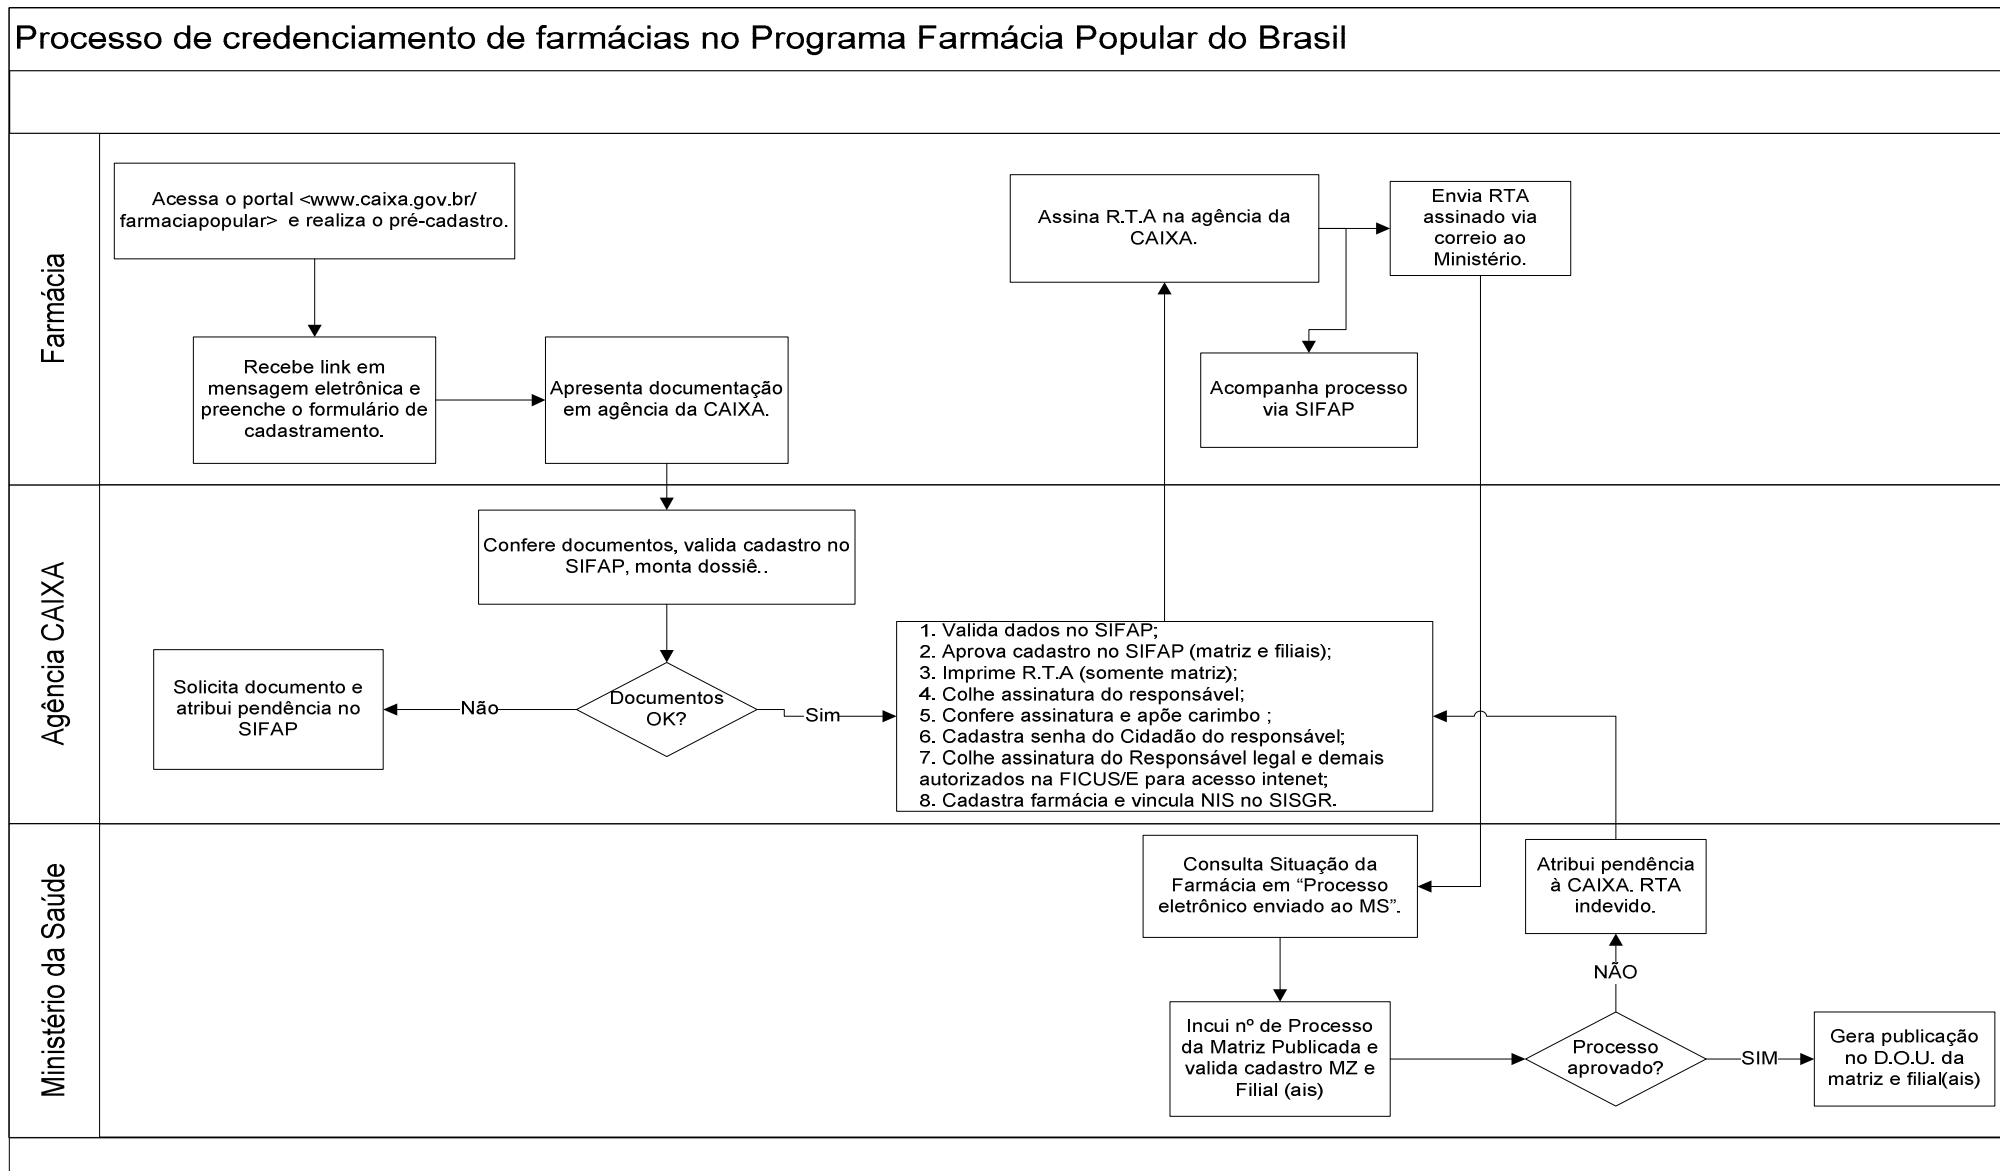 Processo de credenciamento de farmácias no Programa Farmácia Popular do Brasil
Farmácia
Acessa o portal <www.caixa.gov.br/
farmaciapopular> e realiza o pré-cadastro.
Recebe link em
mensagem eletrônica e
preenche o formulário de
cadastramento.
Apresenta documentação
em agência da CAIXA.
Assina R.T.A na agência da
CAIXA.
Envia RTA
assinado via
correio ao
Ministério.
Acompanha processo
via SIFAP
Agência CAIXA
Confere documentos, valida cadastro no
SIFAP, monta dossiê..
Documentos
OK?
Não
Solicita documento e
atribui pendência no
SIFAP
Sim
1. Valida dados no SIFAP;
2. Aprova cadastro no SIFAP (matriz e filiais);
3. Imprime R.T.A (somente matriz);
4. Colhe assinatura do responsável;
5. Confere assinatura e apõe carimbo ;
6. Cadastra senha do Cidadão do responsável;
7. Colhe assinatura do Responsável legal e demais
autorizados na FICUS/E para acesso intenet;
8. Cadastra farmácia e vincula NIS no SISGR.
Ministério da Saúde
Consulta Situação da
Farmácia em “Processo
eletrônico enviado ao MS”.
Incui nº de Processo
da Matriz Publicada e
valida cadastro MZ e
Filial (ais)
Processo
aprovado?
NÃO
Atribui pendência
à CAIXA. RTA
indevido.
SIM
Gera publicação
no D.O.U. da
matriz e filial(ais)